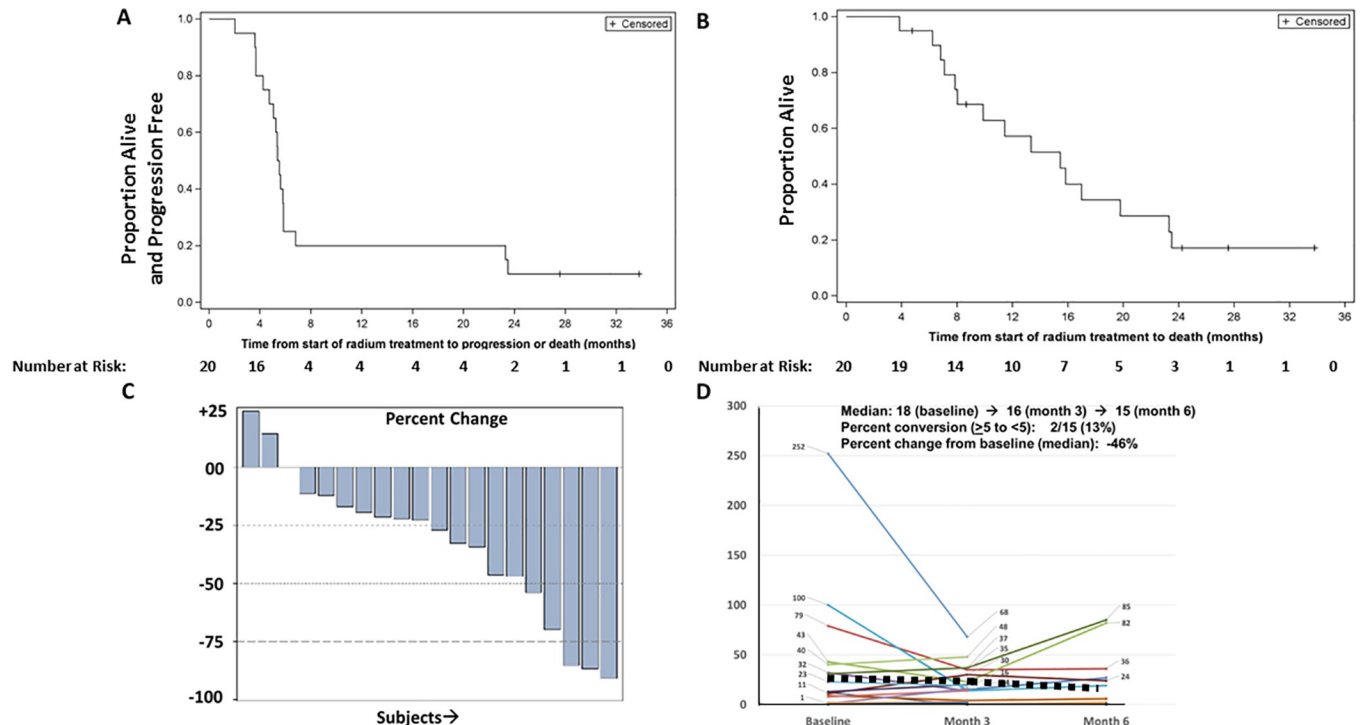 A
+ Censored
Proportion Alive
and Progression Free
1.0
0.8
0.6
0.4
0.2
0.0
0 4 8 12 16 20 24 28 32 36
Time from start of radium treatment to progression or death (months)
Number at Risk: 20 16 4 4 4 4 2 1 1 0
B
+ Censored
Proportion Alive
1.0
0.8
0.6
0.4
0.2
0.0
0 4 8 12 16 20 24 28 32 36
Time from start of radium treatment to death (months)
Number at Risk: 20 19 14 10 7 5 3 1 1 0
C
Percent Change
+25
00
-25
-50
-75
-100
Subjects→
D
Median: 18 (baseline) → 16 (month 3) → 15 (month 6)
Percent conversion (≥5 to <5): 2/15 (13%)
Percent change from baseline (median): -46%
300
250
200
150
100
50
0
252
100
79
43
40
32
23
11
1
68
48
37
35
30
16
85
82
36
24
Baseline Month 3 Month 6